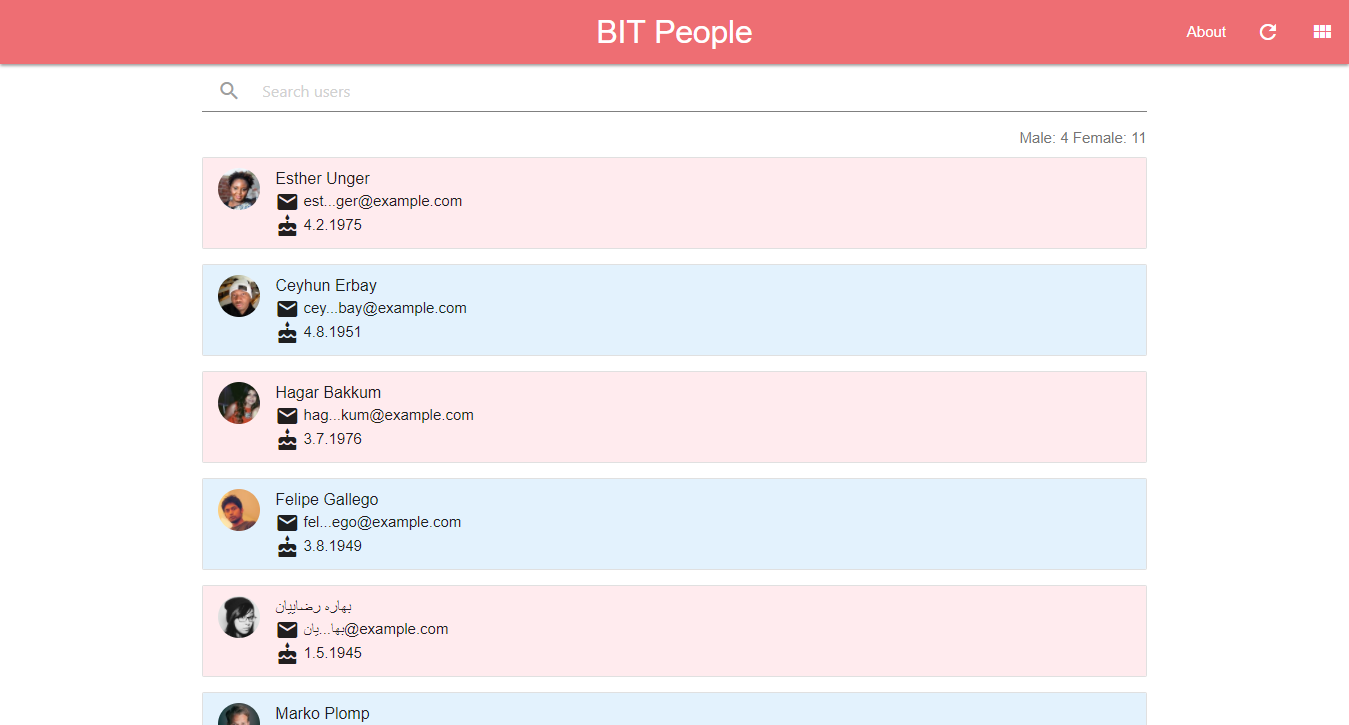 BIT People
About
Search users
Male: 4 Female: 11
Esther Unger
est...ger@example.com
4.2.1975
Ceyhun Erbay
cey...bay@example.com
4.8.1951
Hagar Bakkum
hag...kum@example.com
3.7.1976
Felipe Gallego
fel...ego@example.com
3.8.1949
بهاره رضاییان
بها...یان@example.com
1.5.1945
Marko Plomp